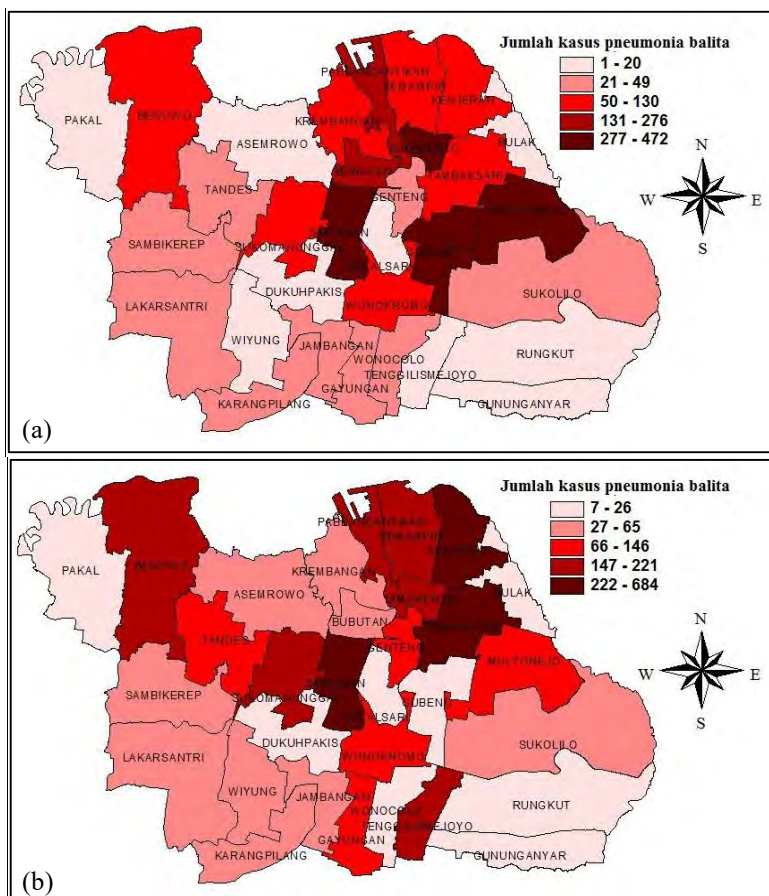 Jumlah kasus pneumonia balita
1 - 20
21 - 49
50 - 130
131 - 276
277 - 472
PAKAL
BENOWO
ASEMROWO
KREMBANGAN
KENJERAN
BULAK
TANDES
GENTENG
TAMBAKSARI
SAMBIKEREP
SUKOMANUNGGAL
DUKUHPAKIS
LAKARSANTRI
WONOKROMO
SUKOLILO
WIYUNG
JAMBANGAN
WONOCOLO
TENGGILISMEJOYO
RUNGKUT
GAYUNGAN
KARANGPILANG
GUNUNGANYAR
N
W
E
S
(a)
Jumlah kasus pneumonia balita
7 - 26
27 - 65
66 - 146
147 - 221
222 - 684
PAKAL
ASEMROWO
KREMBANGAN
BULAK
BUBUTAN
TANDES
GENTENG
MULYOREJO
SAMBIKEREP
SUKOMANUNGGAL
GUBENG
DUKUHPAKIS
WONOKROMO
SUKOLILO
LAKARSANTRI
WIYUNG
JAMBANGAN
WONOCOLO
TENGGILISMEJOYO
RUNGKUT
GAYUNGAN
KARANGPILANG
GUNUNGANYAR
N
W
E
S
(b)